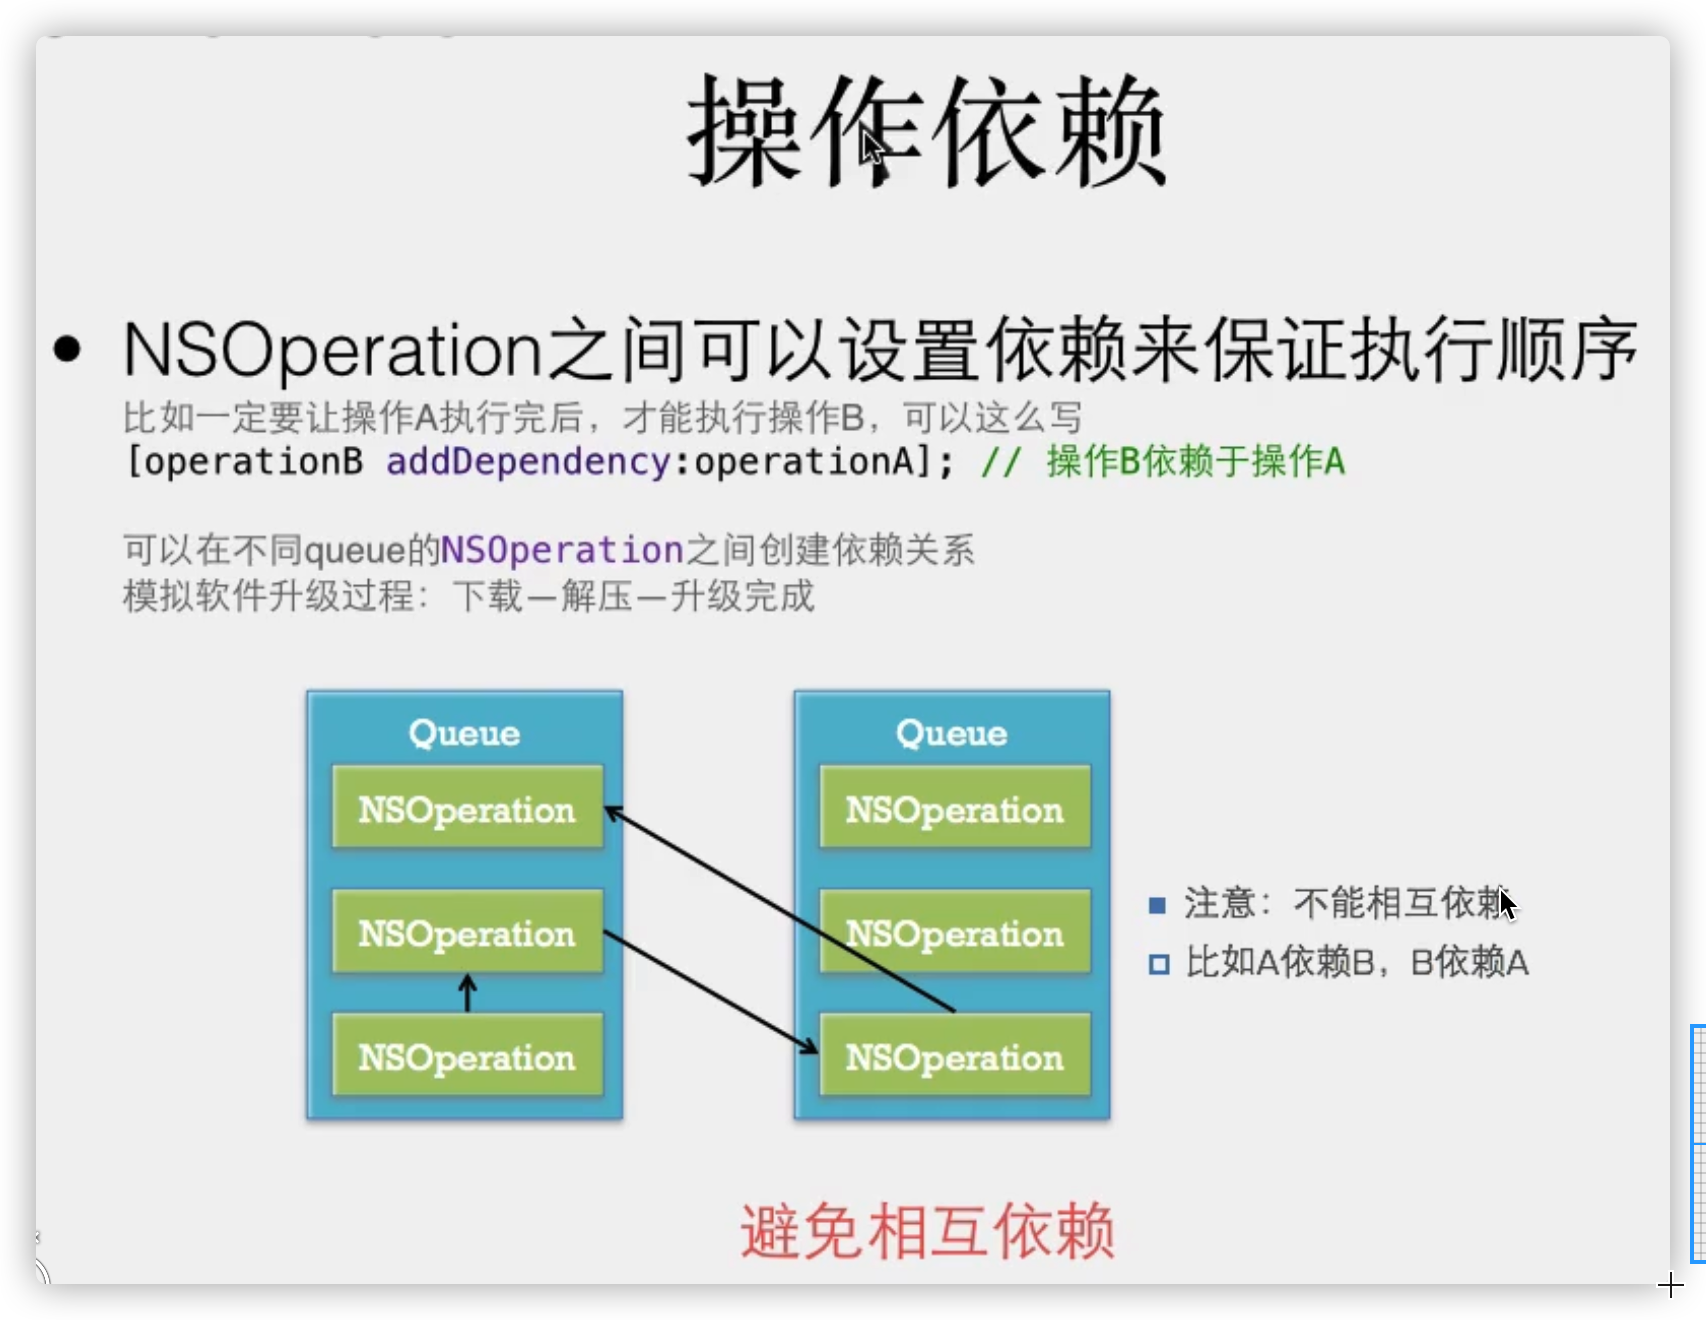 操作依赖
NSOperation之间可以设置依赖来保证执行顺序
比如一定要让操作A执行完后，才能执行操作B，可以这么写
[operationB addDependency:operationA]; // 操作B依赖于操作A
可以在不同queue的NSOperation之间创建依赖关系
模拟软件升级过程：下载—解压—升级完成
Queue
NSOperation
NSOperation
NSOperation
Queue
NSOperation
NSOperation
NSOperation
注意：不能相互依赖
比如A依赖B，B依赖A
避免相互依赖